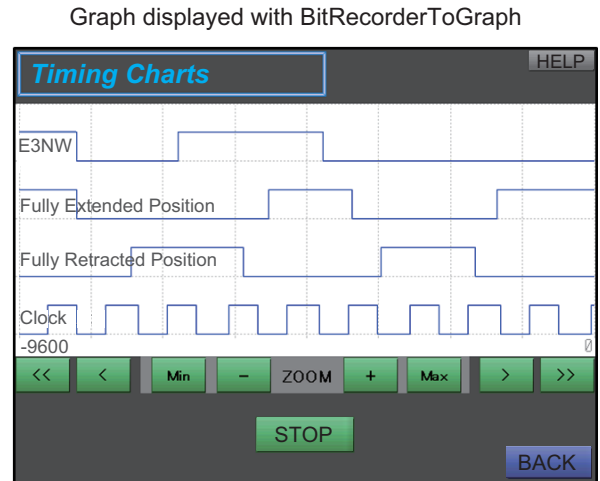 Graph displayed with BitRecorderToGraph
Timing Charts
HELP
E3NW
Fully Extended Position
Fully Retracted Position
Clock
-9600 0
<< < Min - ZOOM + Max > >>
STOP
BACK